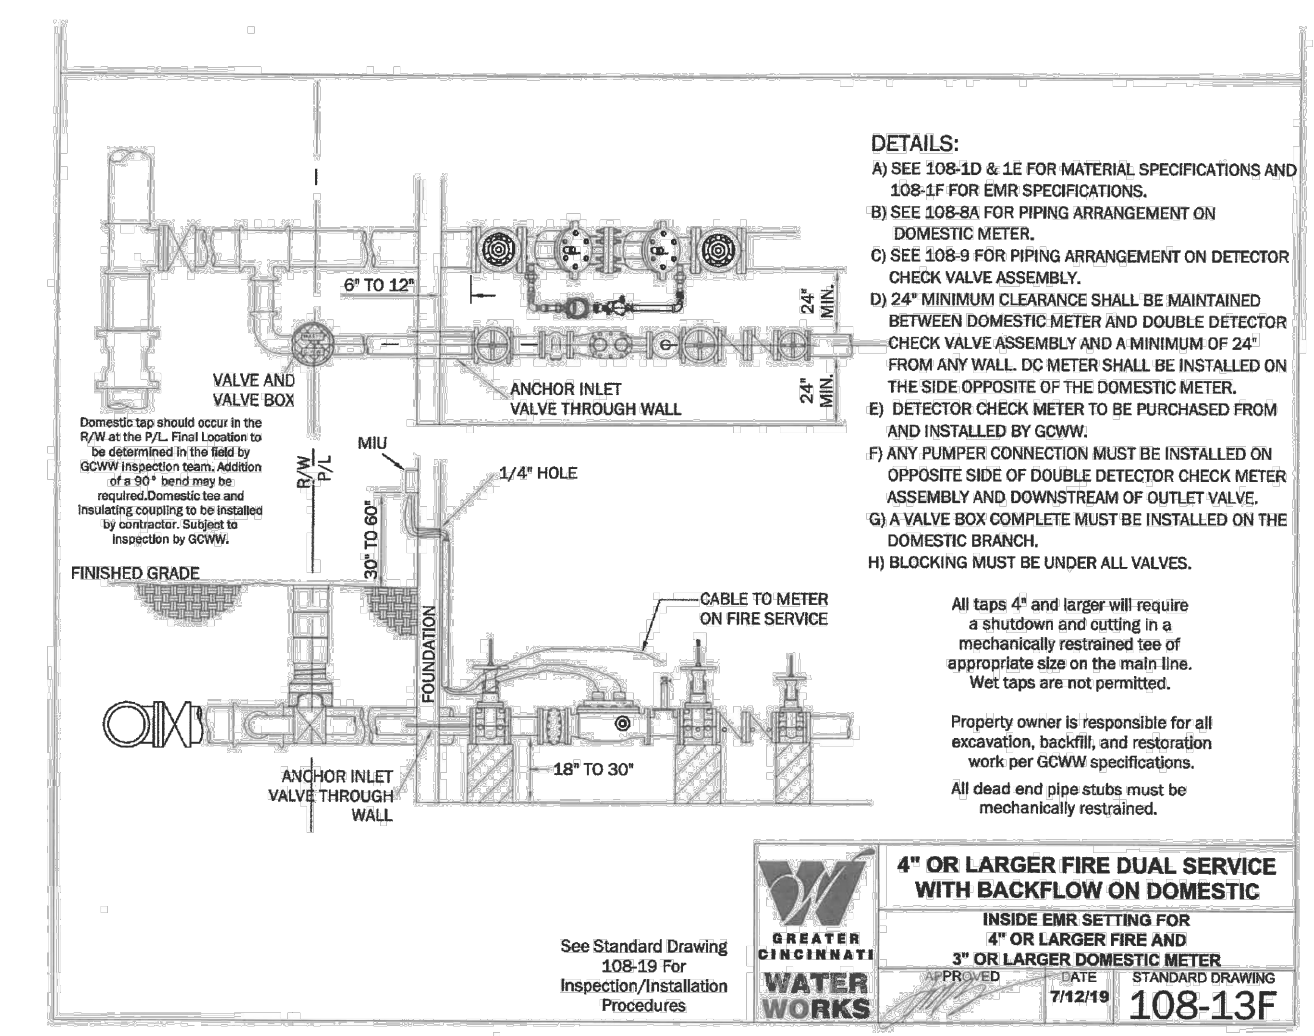 DETAILS:
A) SEE 108-1D & 1E FOR MATERIAL SPECIFICATIONS AND
108-1F FOR EMR SPECIFICATIONS.
B) SEE 108-8A FOR PIPING ARRANGEMENT ON
DOMESTIC METER.
C) SEE 108-9 FOR PIPING ARRANGEMENT ON DETECTOR
CHECK VALVE ASSEMBLY.
D) 24" MINIMUM CLEARANCE SHALL BE MAINTAINED
BETWEEN DOMESTIC METER AND DOUBLE DETECTOR
CHECK VALVE ASSEMBLY AND A MINIMUM OF 24"
FROM ANY WALL. DC METER SHALL BE INSTALLED ON
THE SIDE OPPOSITE OF THE DOMESTIC METER.
E) DETECTOR CHECK METER TO BE PURCHASED FROM
AND INSTALLED BY GCWW.
F) ANY PUMPER CONNECTION MUST BE INSTALLED ON
OPPOSITE SIDE OF DOUBLE DETECTOR CHECK METER
ASSEMBLY AND DOWNSTREAM OF OUTLET VALVE.
G) A VALVE BOX COMPLETE MUST BE INSTALLED ON THE
DOMESTIC BRANCH.
H) BLOCKING MUST BE UNDER ALL VALVES.
6" TO 12"
24"
MIN.
24"
MIN.
VALVE AND
VALVE BOX
ANCHOR INLET
VALVE THROUGH WALL
Domestic tap should occur in the
R/W at the P/L. Final Location to
be determined in the field by
GCWW inspection team. Addition
of a 90° bend may be
required.Domestic tee and
insulating coupling to be installed
by contractor. Subject to
inspection by GCWW.
R/W
P/L
MIU
1/4" HOLE
30" TO 60"
FINISHED GRADE
FOUNDATION
CABLE TO METER
ON FIRE SERVICE
18" TO 30"
ANCHOR INLET
VALVE THROUGH
WALL
All taps 4" and larger will require
a shutdown and cutting in a
mechanically restrained tee of
appropriate size on the main line.
Wet taps are not permitted.
Property owner is responsible for all
excavation, backfill, and restoration
work per GCWW specifications.
All dead end pipe stubs must be
mechanically restrained.
See Standard Drawing
108-19 For
Inspection/Installation
Procedures
GREATER
CINCINNATI
WATER
WORKS
4" OR LARGER FIRE DUAL SERVICE
WITH BACKFLOW ON DOMESTIC
INSIDE EMR SETTING FOR
4" OR LARGER FIRE AND
3" OR LARGER DOMESTIC METER
APPROVED
DATE
7/12/19
STANDARD DRAWING
108-13F